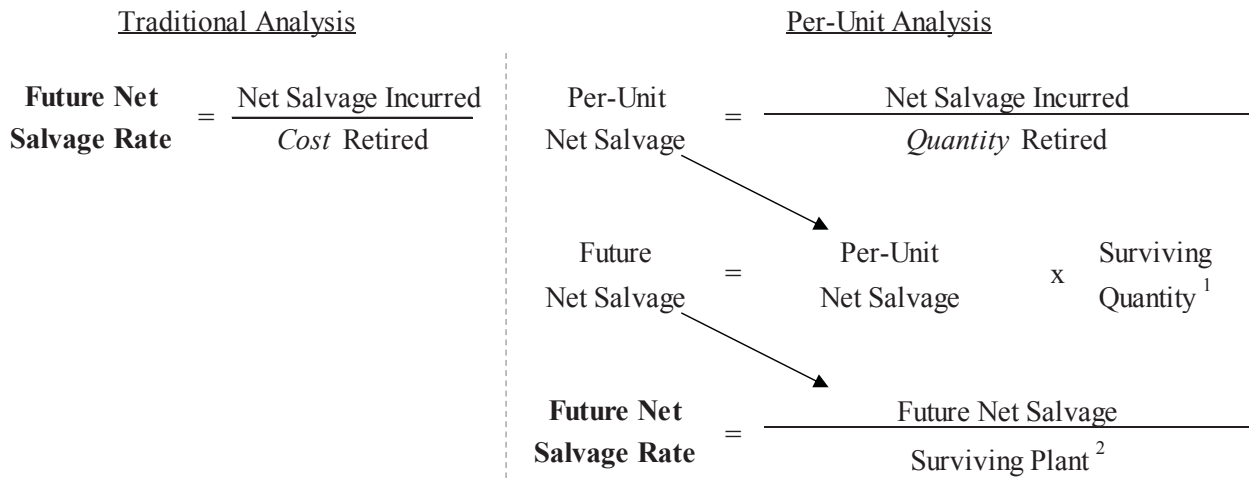 Traditional Analysis
Future Net
Salvage Rate
=
Net Salvage Incurred
Cost Retired
Per-Unit Analysis
Per-Unit
Net Salvage
=
Net Salvage Incurred
Quantity Retired
Future
Net Salvage
=
Per-Unit
Net Salvage
x
Surviving
Quantity 1
Future Net
Salvage Rate
=
Future Net Salvage
Surviving Plant 2